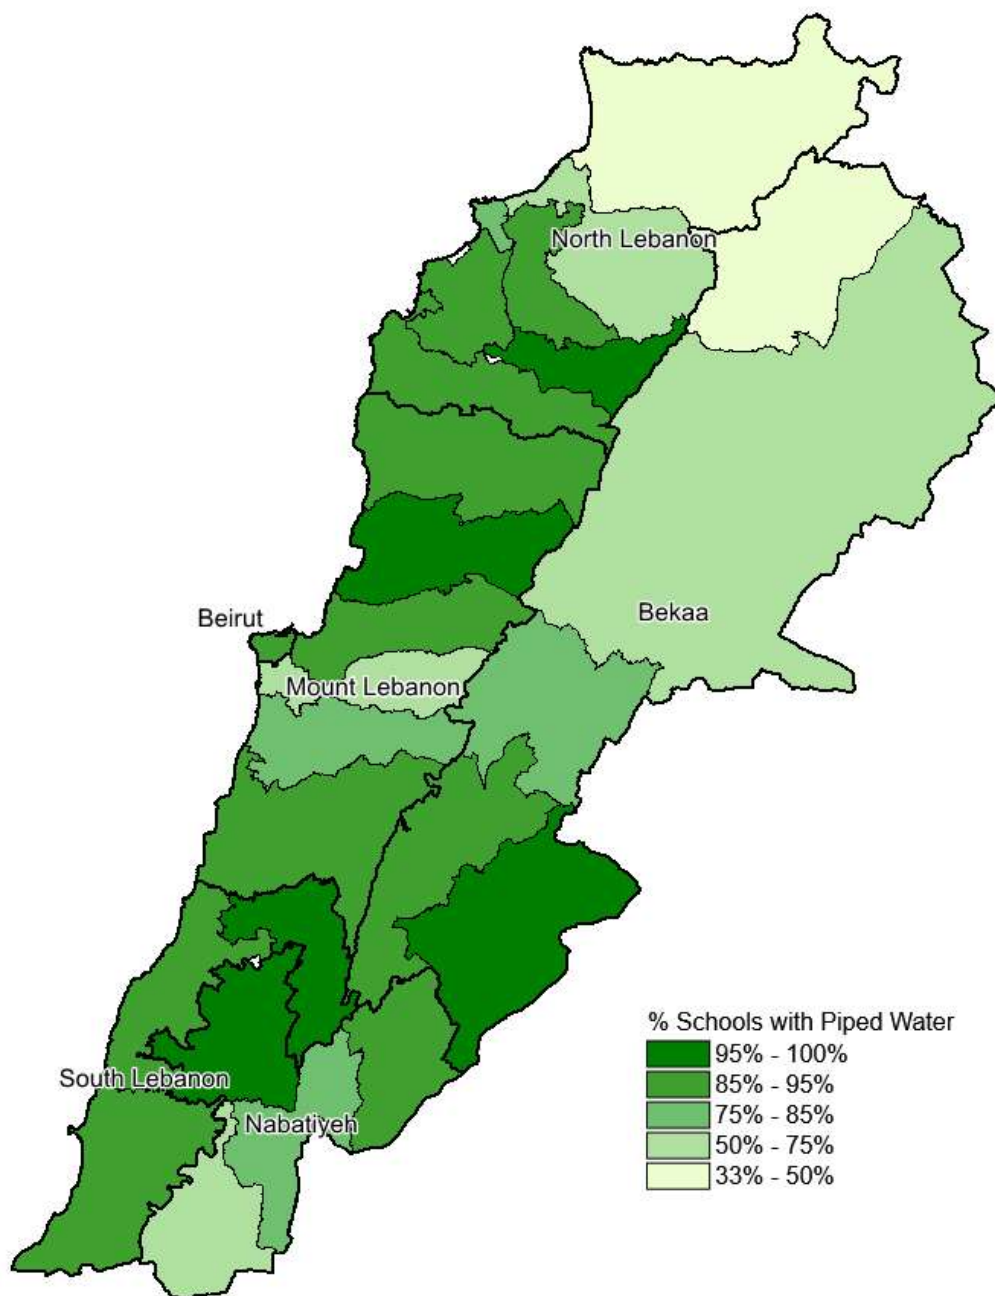 North Lebanon
Beirut
Bekaa
Mount Lebanon
% Schools with Piped Water
95% - 100%
85% - 95%
75% - 85%
50% - 75%
33% - 50%
South Lebanon
Nabatiyeh